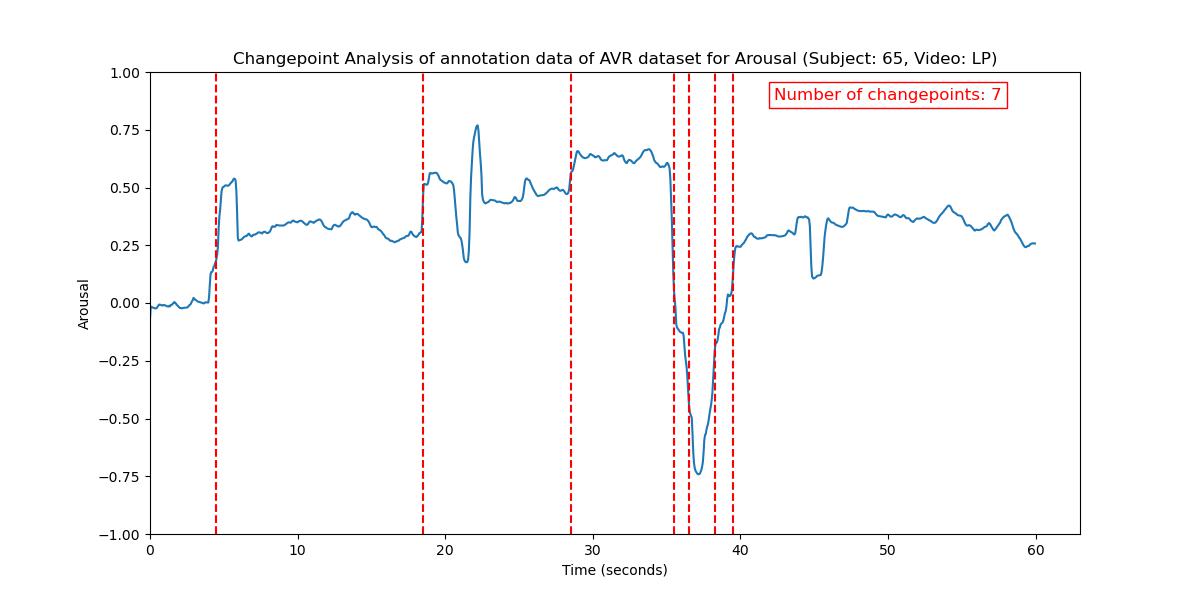 Changepoint Analysis of annotation data of AVR dataset for Arousal (Subject: 65, Video: LP)
Number of changepoints: 7
Arousal
1.00
0.75
0.50
0.25
0.00
−0.25
−0.50
−0.75
−1.00
0 10 20 30 40 50 60
Time (seconds)